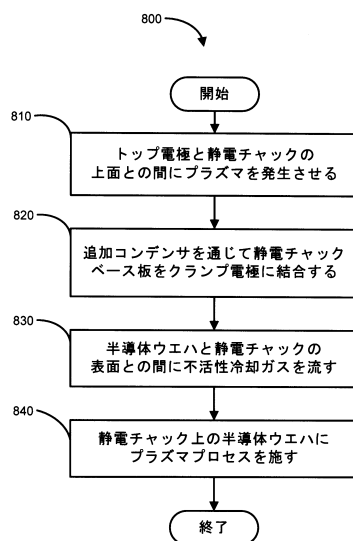 800
開始
810
トップ電極と静電チャックの
上面との間にプラズマを発生させる
820
追加コンデンサを通じて静電チャック
ベース板をクランプ電極に結合する
830
半導体ウエハと静電チャックの
表面との間に不活性冷却ガスを流す
840
静電チャック上の半導体ウエハに
プラズマプロセスを施す
終了